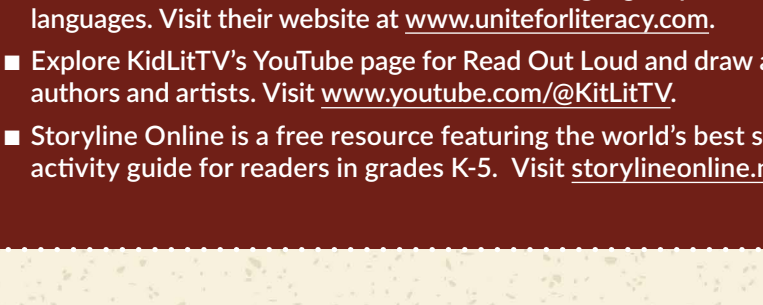 languages. Visit their website at www.uniteforliteracy.com.
■ Explore KidLitTV’s YouTube page for Read Out Loud and draw
authors and artists. Visit www.youtube.com/@KitLitTV.
■ Storyline Online is a free resource featuring the world’s best
activity guide for readers in grades K-5. Visit storylineonline.